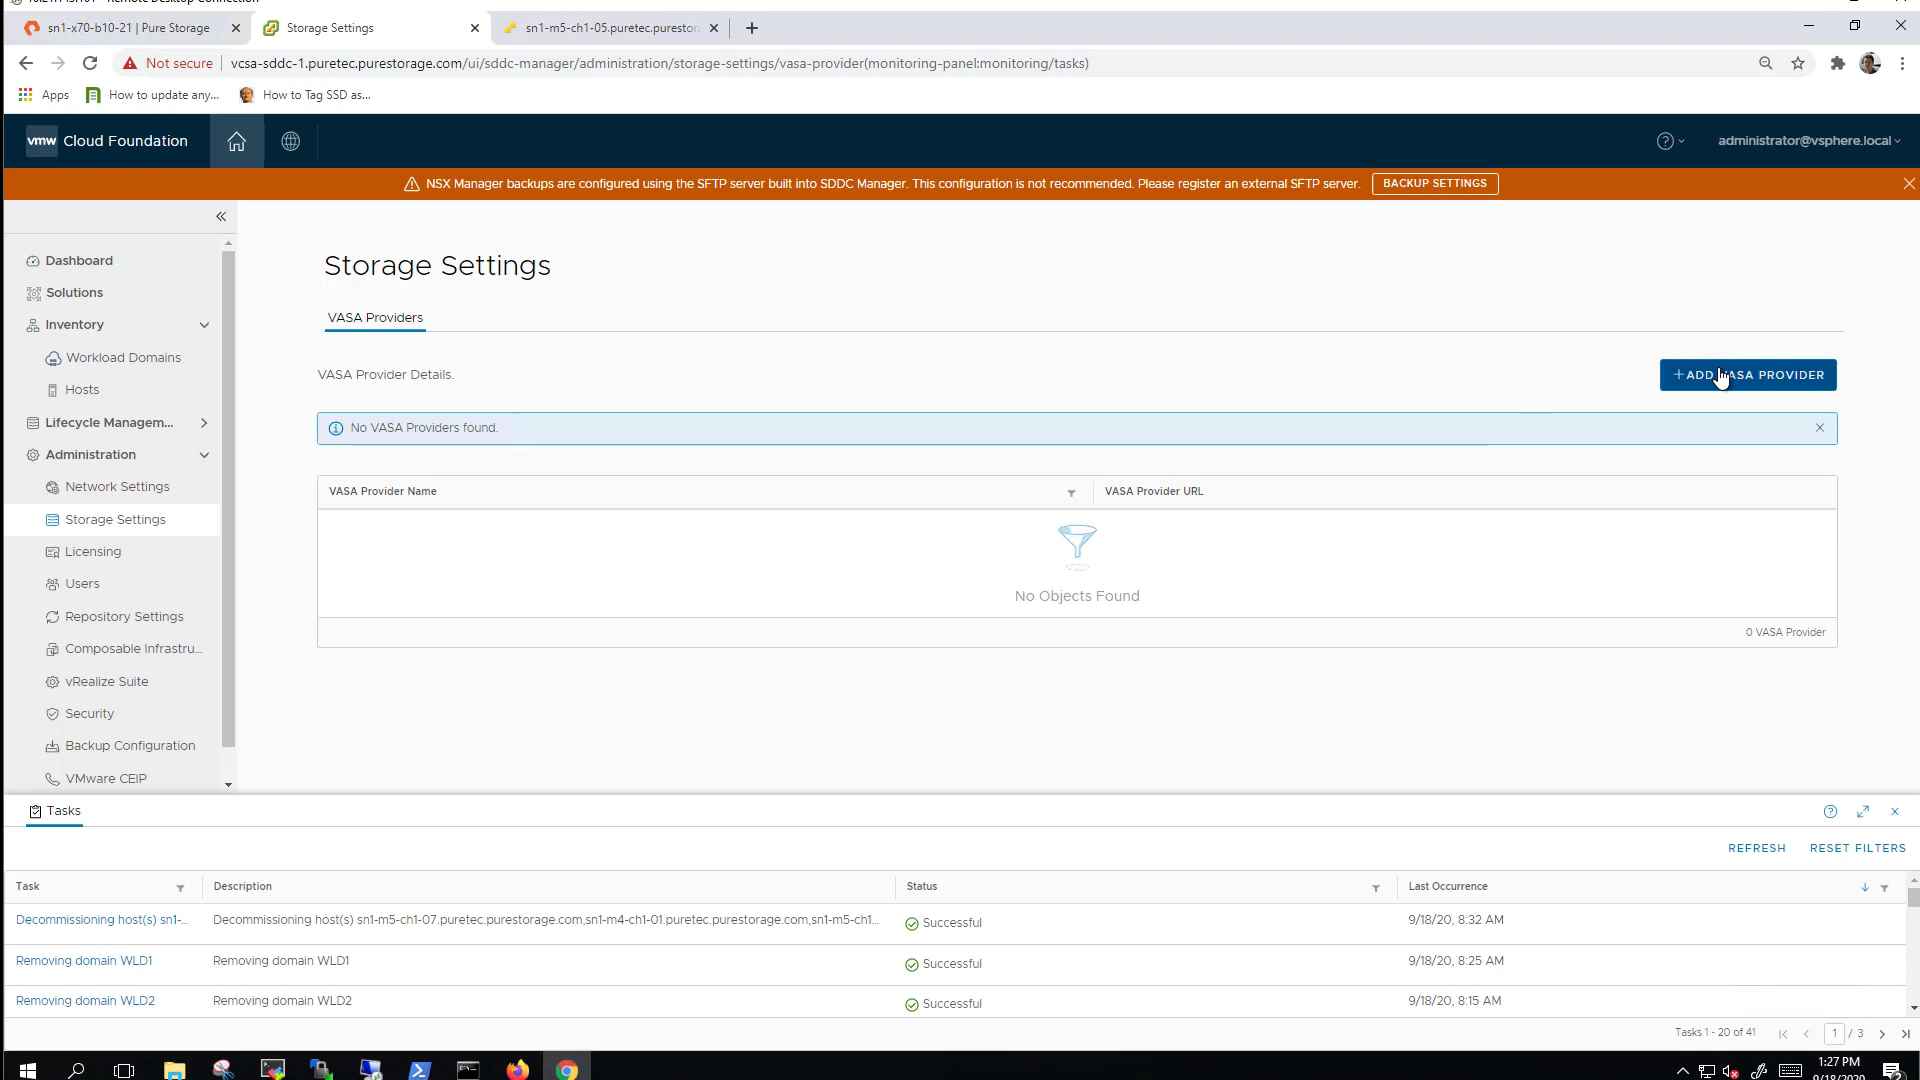 sn1-x70-b10-21 | Pure Storage
Storage Settings
sn1-m5-ch1-05.puretec.purestor
Not secure
vcsa-sddc-1.puretec.purestorage.com/ui/sddc-manager/administration/storage-settings/vasa-provider(monitoring-panel:monitoring/tasks)
Apps
How to update any...
How to Tag SSD as...
vmw Cloud Foundation
administrator@vsphere.local
NSX Manager backups are configured using the SFTP server built into SDDC Manager. This configuration is not recommended. Please register an external SFTP server.
BACKUP SETTINGS
Dashboard
Solutions
Inventory
Workload Domains
Hosts
Lifecycle Managem...
Administration
Network Settings
Storage Settings
Licensing
Users
Repository Settings
Composable Infrastru...
vRealize Suite
Security
Backup Configuration
VMware CEIP
Storage Settings
VASA Providers
VASA Provider Details.
+ADD VASA PROVIDER
No VASA Providers found.
VASA Provider Name
VASA Provider URL
No Objects Found
0 VASA Provider
Tasks
REFRESH
RESET FILTERS
Task
Description
Status
Last Occurrence
Decommissioning host(s) sn1-...
Decommissioning host(s) sn1-m5-ch1-07.puretec.purestorage.com,sn1-m4-ch1-01.puretec.purestorage.com,sn1-m5-ch1...
Successful
9/18/20, 8:32 AM
Removing domain WLD1
Removing domain WLD1
Successful
9/18/20, 8:25 AM
Removing domain WLD2
Removing domain WLD2
Successful
9/18/20, 8:15 AM
Tasks 1 - 20 of 41
1 / 3
1:27 PM
9/18/2020